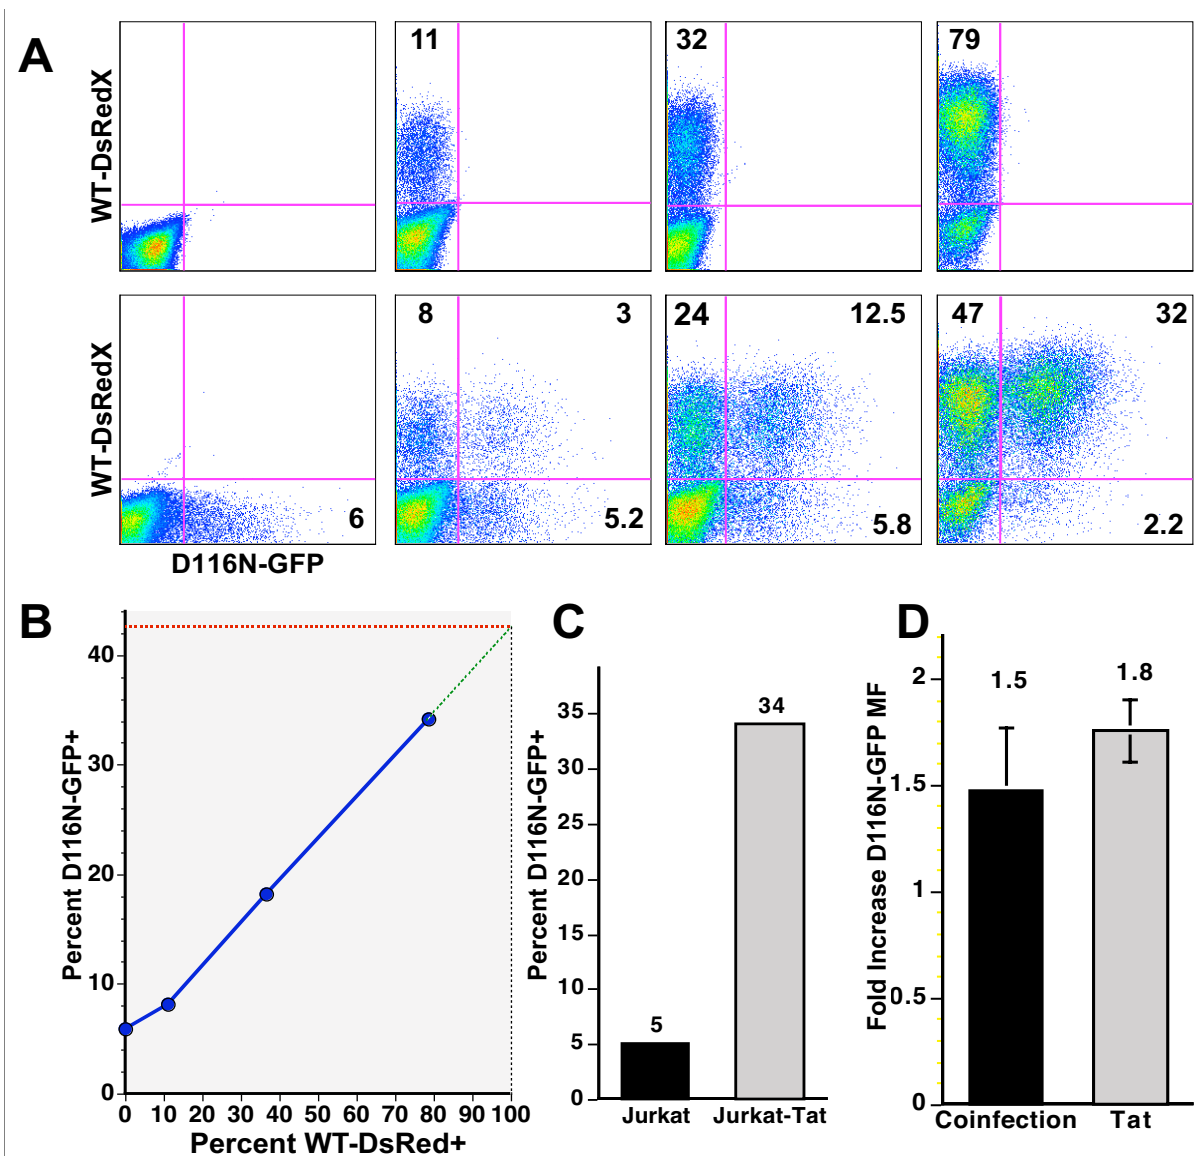 A
WT-DsRedX
11
32
79
WT-DsRedX
6
8
3
5.2
24
12.5
5.8
47
32
2.2
D116N-GFP
B
Percent D116N-GFP+
40
30
20
10
0
0 10 20 30 40 50 60 70 80 90 100
Percent WT-DsRed+
C
Percent D116N-GFP+
35
30
25
20
15
10
5
0
5
34
Jurkat Jurkat-Tat
D
Fold Increase D116N-GFP MF
2
1.5
1
0.5
0
1.5
1.8
Coinfection Tat